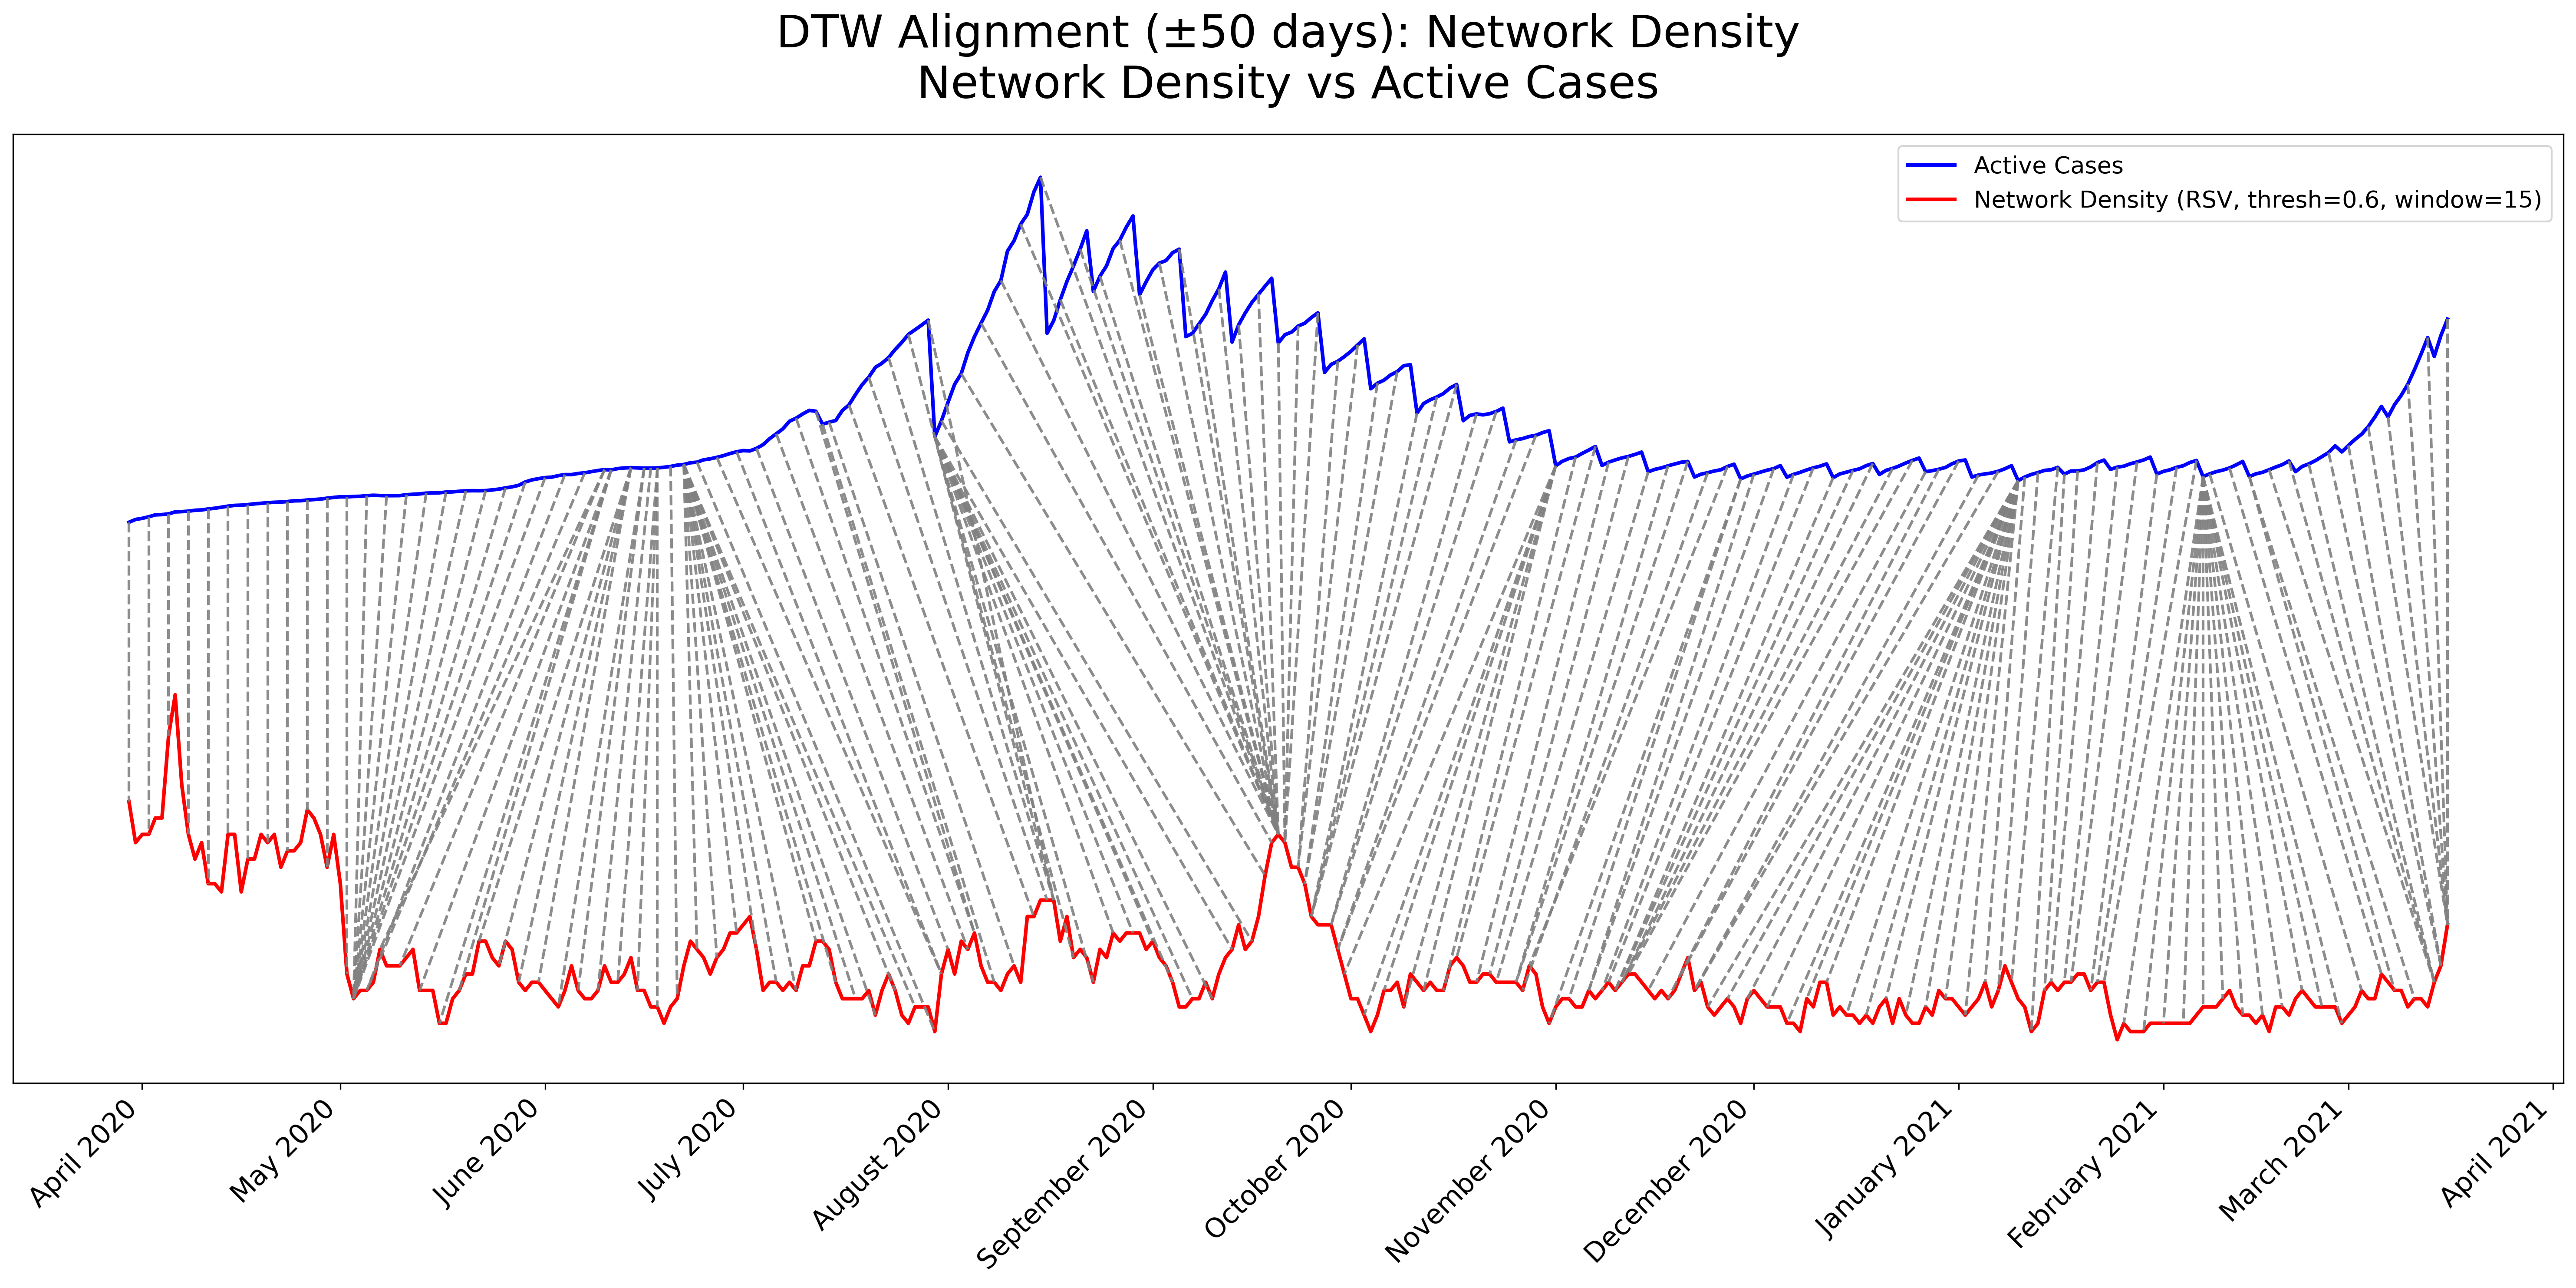 DTW Alignment (±50 days): Network Density
Network Density vs Active Cases
Active Cases
Network Density (RSV, thresh=0.6, window=15)
April 2020
May 2020
June 2020
July 2020
August 2020
September 2020
October 2020
November 2020
December 2020
January 2021
February 2021
March 2021
April 2021